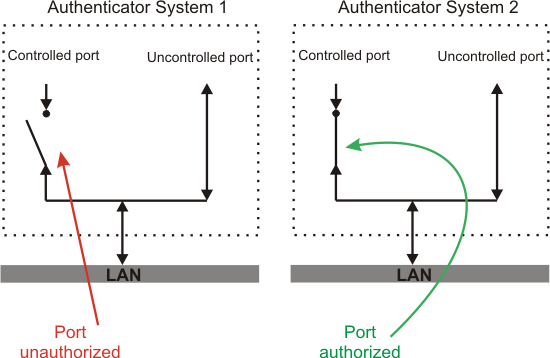 Authenticator System 1
Authenticator System 2
Controlled port
Uncontrolled port
Controlled port
Uncontrolled port
LAN
LAN
Port
unauthorized
Port
authorized